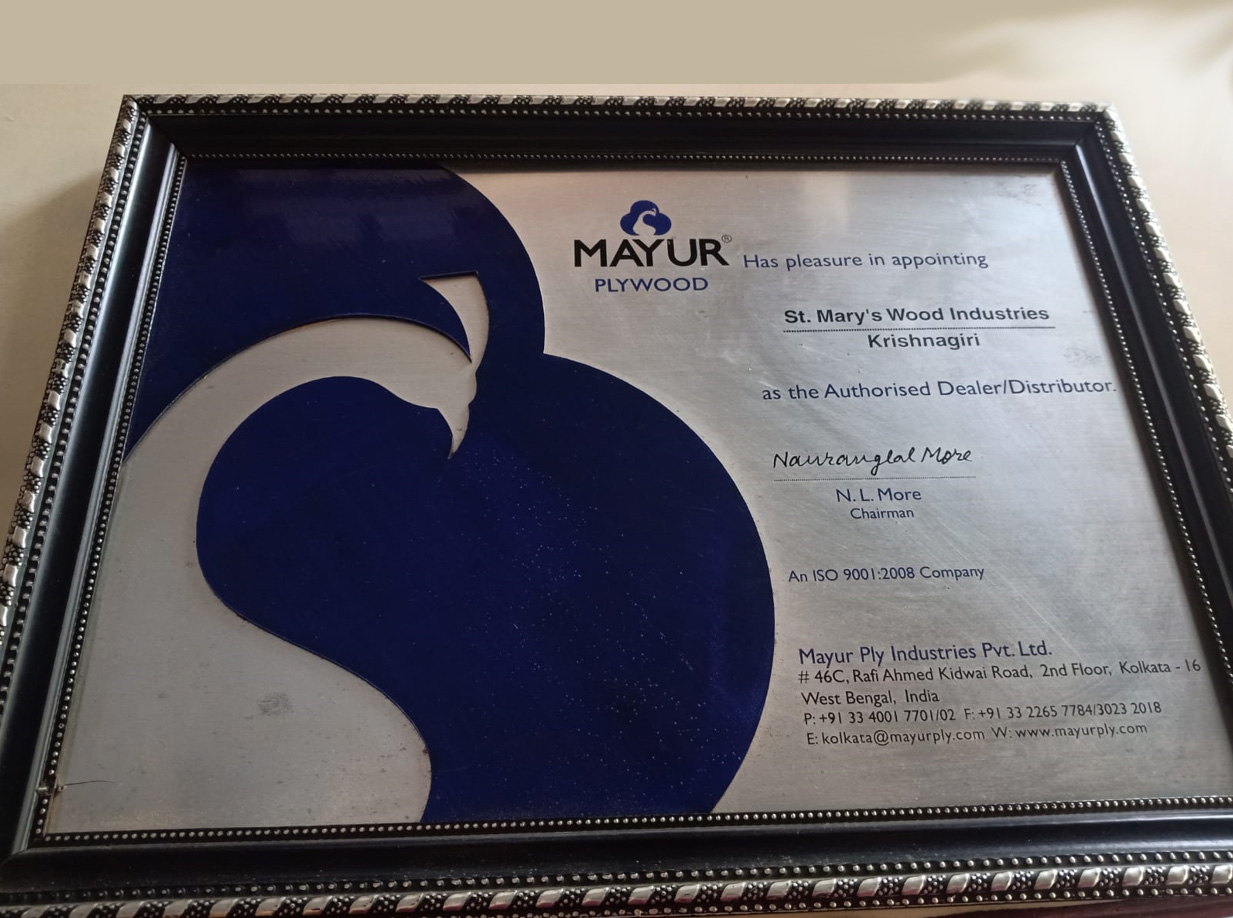 MAYUR®
PLYWOOD
Has pleasure in appointing
St. Mary's Wood Industries
Krishnagiri
as the Authorised Dealer/Distributor.
Nauranglal More
N. L. More
Chairman
An ISO 9001:2008 Company
Mayur Ply Industries Pvt. Ltd.
# 46C, Rafi Ahmed Kidwai Road, 2nd Floor, Kolkata - 16
West Bengal, India
P: +91 33 4001 7701/02 F: +91 33 2265 7784/3023 2018
E: kolkata@mayurply.com W: www.mayurply.com